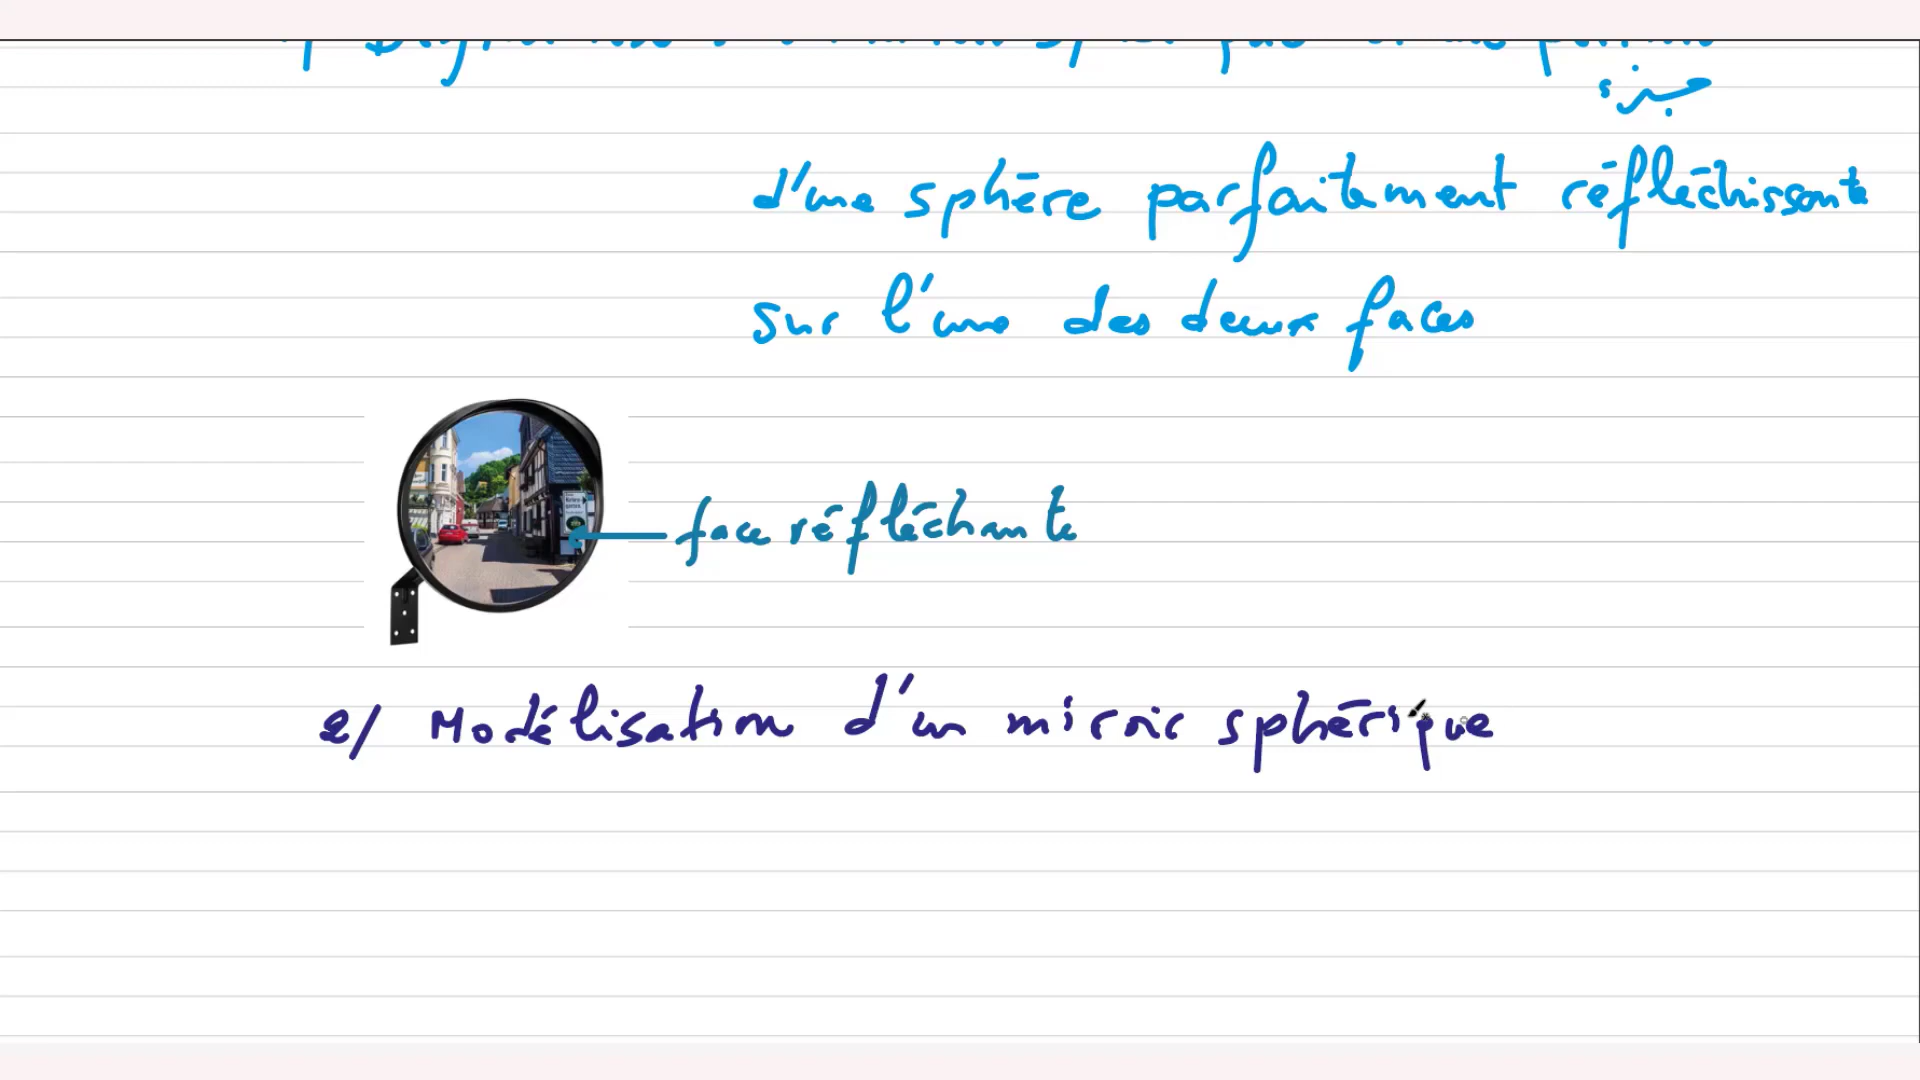 جزء
d'une sphère parfaitement réfléchissante
sur l'une des deux faces
face réfléchante
2/ Modélisation d'un miroir sphérique